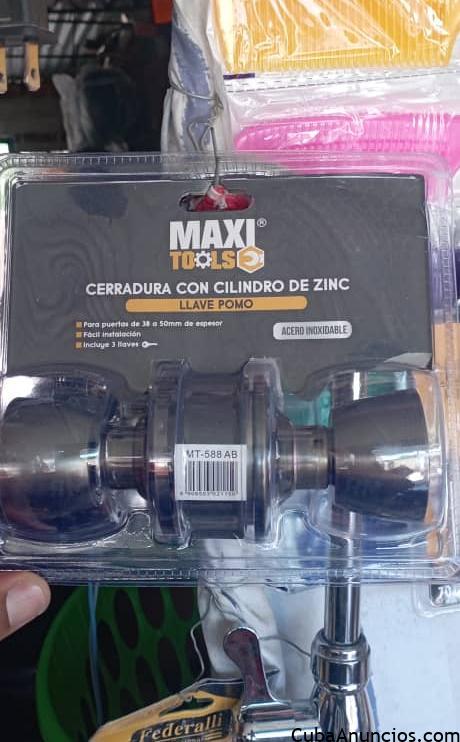 MAXI®
TOOLS
CERRADURA CON CILINDRO DE ZINC
LLAVE POMO
Para puertas de 38 a 50mm de espesor
Fácil instalación
Incluye 3 llaves
ACERO INOXIDABLE
MT-588 AB
Federalli
CubaAnuncios.com